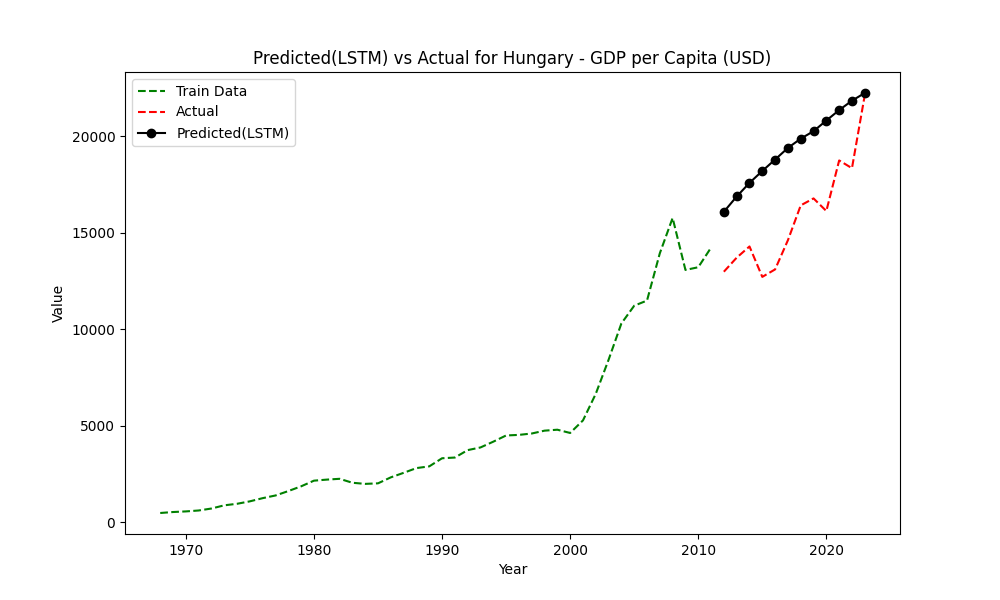 Predicted(LSTM) vs Actual for Hungary - GDP per Capita (USD)
Train Data
Actual
Predicted(LSTM)
Value
20000
15000
10000
5000
0
1970
1980
1990
2000
2010
2020
Year